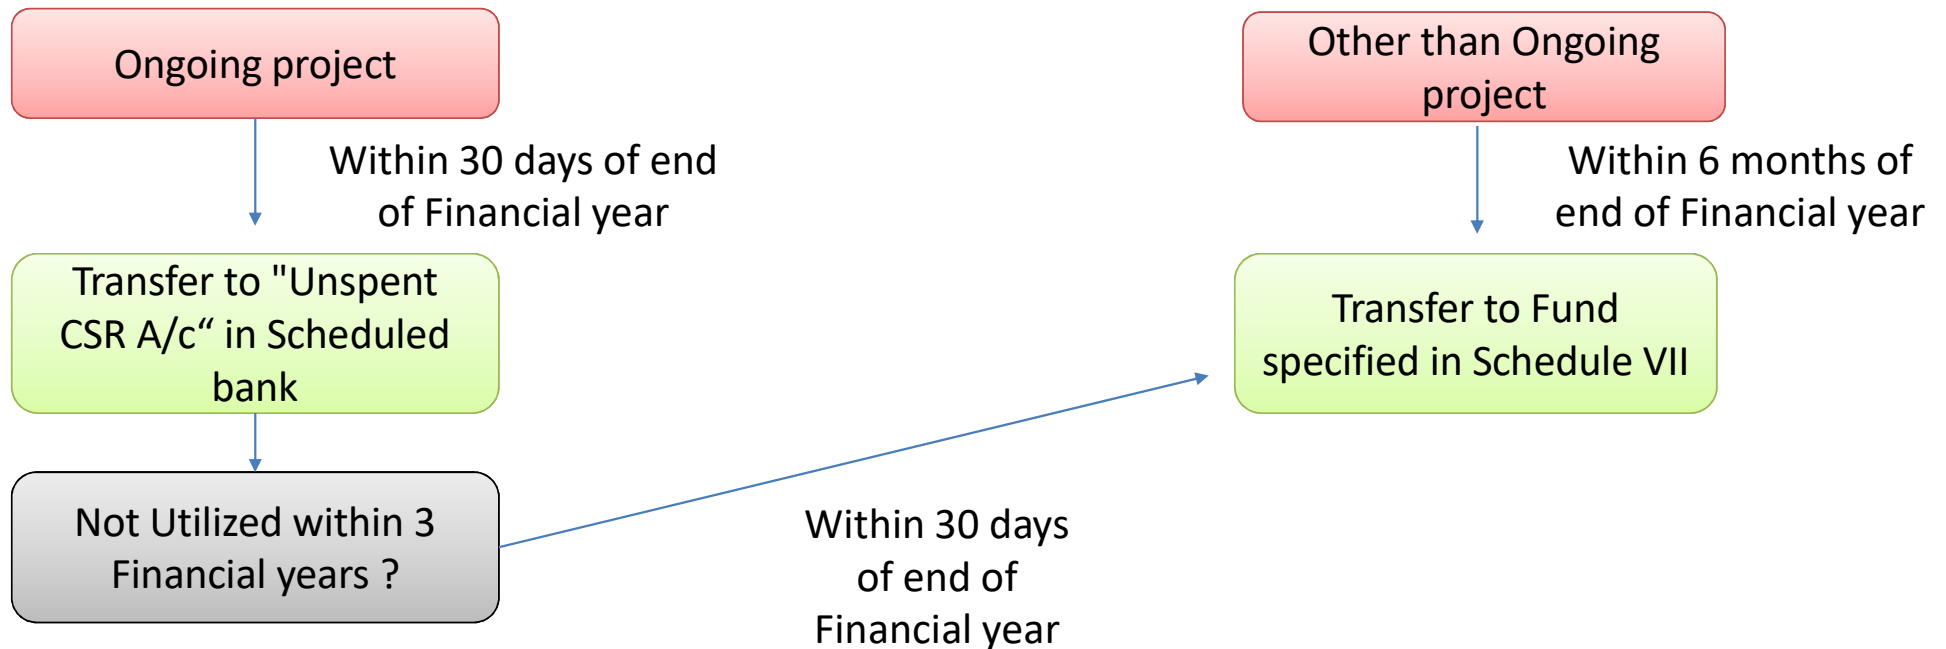 Ongoing project
Within 30 days of end
of Financial year
Transfer to "Unspent
CSR A/c“ in Scheduled
bank
Not Utilized within 3
Financial years ?
Within 30 days
of end of
Financial year
Other than Ongoing
project
Within 6 months of
end of Financial year
Transfer to Fund
specified in Schedule VII